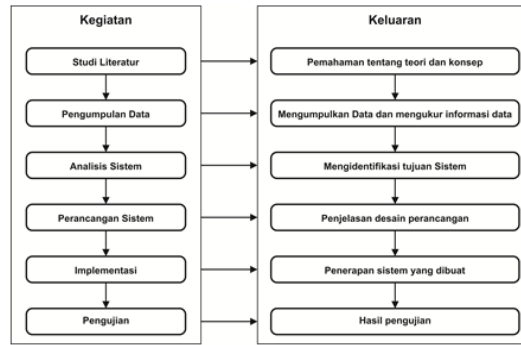 Kegiatan
Studi Literatur
Pengumpulan Data
Analisis Sistem
Perancangan Sistem
Implementasi
Pengujian
Keluaran
Pemahaman tentang teori dan konsep
Mengumpulkan Data dan mengukur informasi data
Mengidentifikasi tujuan Sistem
Penjelasan desain perancangan
Penerapan sistem yang dibuat
Hasil pengujian